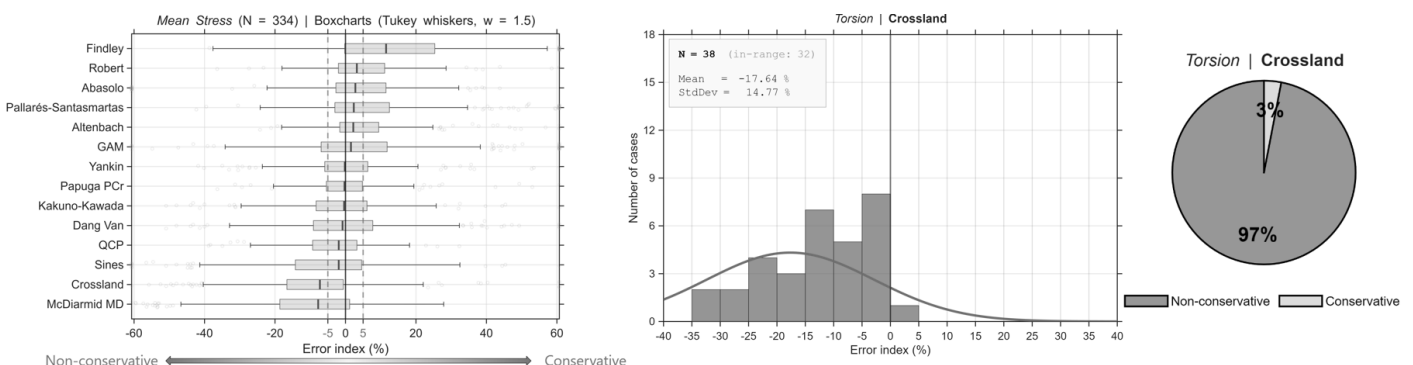 Mean Stress (N = 334) | Boxcharts (Tukey whiskers, w = 1.5)
Findley
Robert
Abasolo
Pallarés-Santasmartas
Altenbach
GAM
Yankin
Papuga PCr
Kakuno-Kawada
Dang Van
QCP
Sines
Crossland
McDiarmid MD
-60 -40 -20 -5 0 5 20 40 60
Error index (%)
Non-conservative Conservative
Torsion | Crossland
N = 38 (in-range: 32)
Mean = -17.64 %
StdDev = 14.77 %
Number of cases
18
15
12
9
6
3
0
-40 -35 -30 -25 -20 -15 -10 -5 0 5 10 15 20 25 30 35 40
Error index (%)
Torsion | Crossland
3%
97%
Non-conservative Conservative